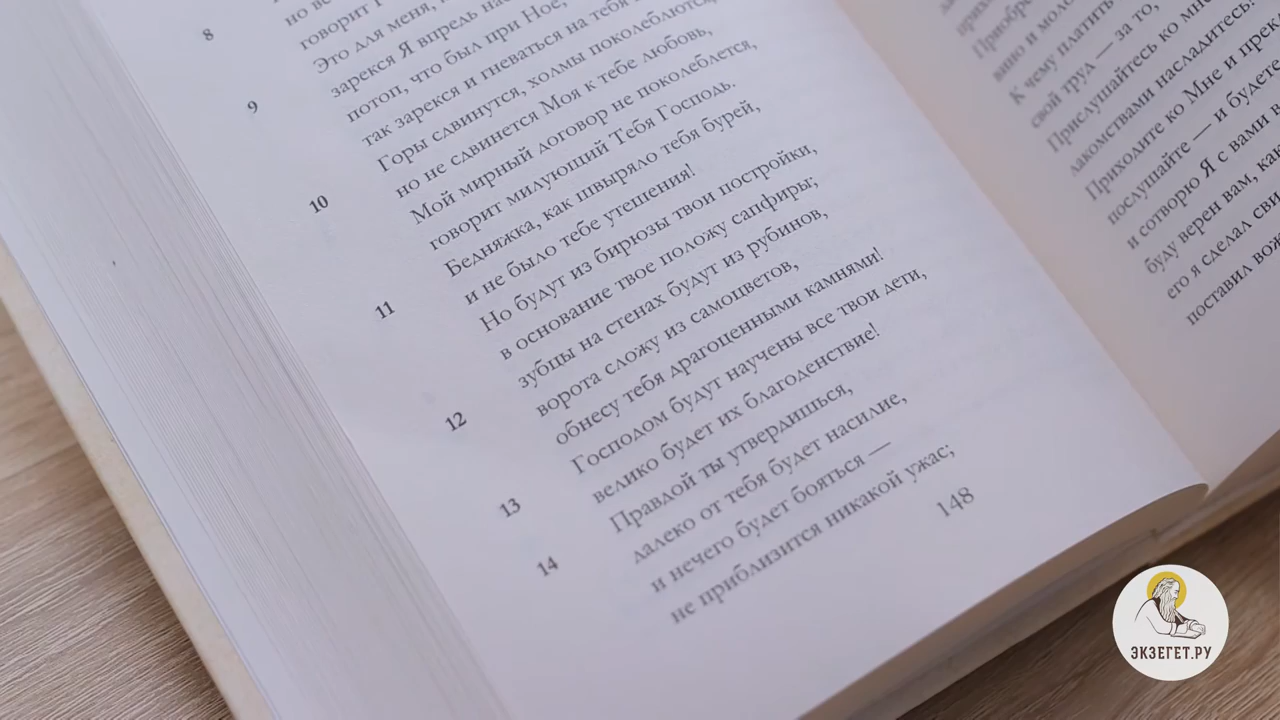 но ве
8
говорит
Это для меня,
зарекся Я впредь
потоп, что был при Ное,
так зарекся и гневаться на тебя
9
Горы сдвинутся, холмы поколеблются,
но не сдвинется Моя к тебе любовь,
Мой мирный договор не поколеблется,
говорит милующий Тебя Господь.
10
Бедняжка, как швыряло тебя бурей,
и не было тебе утешения!
Но будут из бирюзы твои постройки,
в основание твое положу сапфиры;
11
зубцы на стенах будут из рубинов,
ворота сложу из самоцветов,
обнесу тебя драгоценными камнями!
12
Господом будут научены все твои дети,
велико будет их благоденствие!
13
Правдой ты утвердишься,
далеко от тебя будет насилие,
14
и нечего будет бояться —
не приблизится никакой ужас;
148
Приобре
вино и моло
К чему платить
свой труд — за то,
Прислушайтесь ко мне
лакомствами насладитесь!
Приходите ко Мне и
послушайте — и будете
и сотворю Я с вами в
буду верен вам, как
его я сделал
поставил
ЭКЗЕГЕТ.РУ